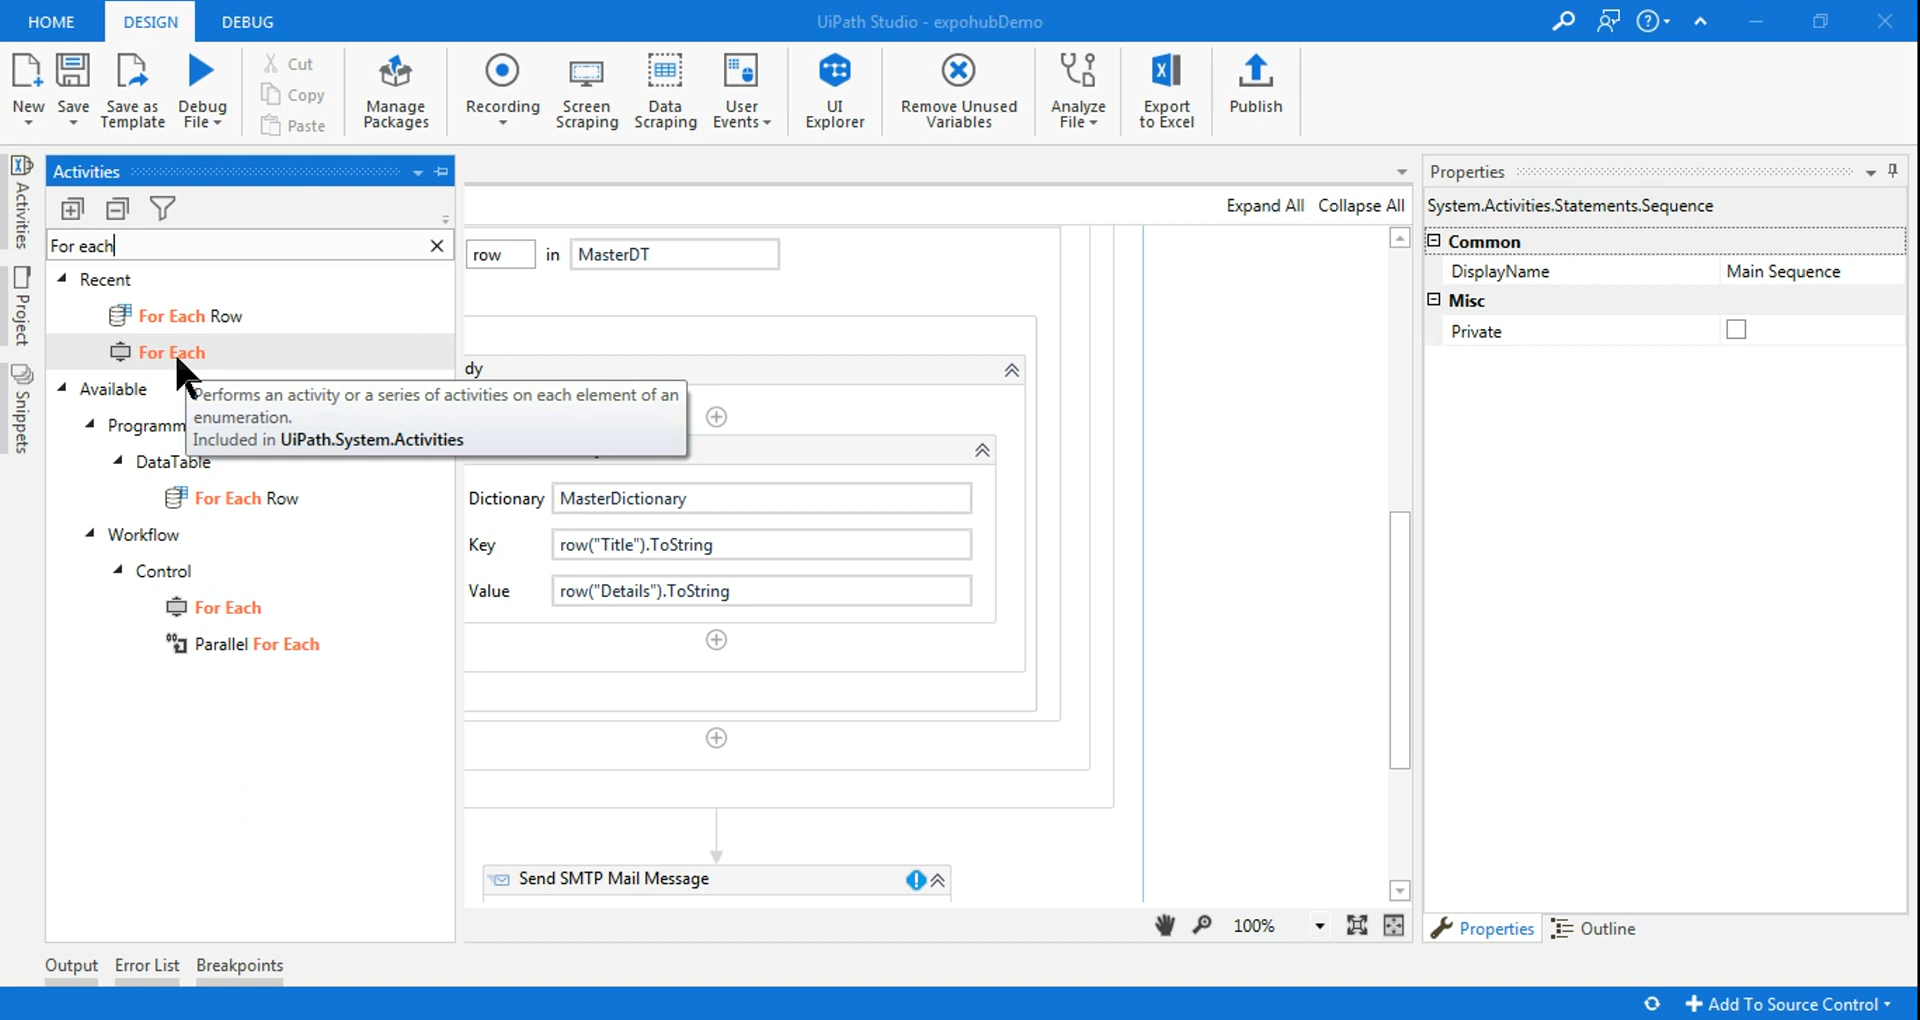 HOME
DESIGN
DEBUG
UiPath Studio - expohubDemo
New
Save
Save as
Template
Debug
File
Cut
Copy
Paste
Manage
Packages
Recording
Screen
Scraping
Data
Scraping
User
Events
UI
Explorer
Remove Unused
Variables
Analyze
File
Export
to Excel
Publish
Activities
Project
Snippets
Activities
For each
Recent
For Each Row
For Each
Available
Programm
DataTable
For Each Row
Workflow
Control
For Each
Parallel For Each
Performs an activity or a series of activities on each element of an
enumeration.
Included in UiPath.System.Activities
Expand All Collapse All
row in MasterDT
dy
Dictionary MasterDictionary
Key row("Title").ToString
Value row("Details").ToString
Send SMTP Mail Message
100%
Properties
System.Activities.Statements.Sequence
Common
DisplayName Main Sequence
Misc
Private
Properties
Outline
Output Error List Breakpoints
Add To Source Control